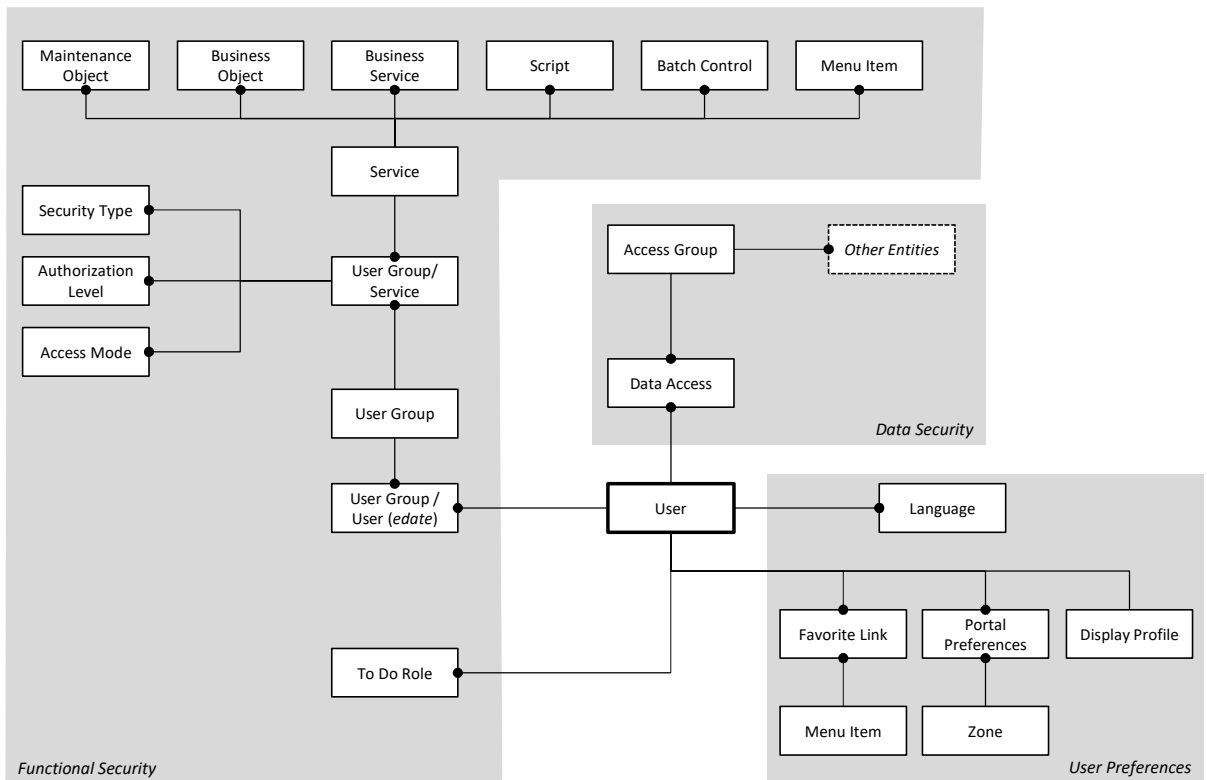 Maintenance
Object
Business
Object
Business
Service
Script
Batch Control
Menu Item
Service
Security Type
Authorization
Level
Access Mode
User Group/
Service
User Group
User Group /
User (edate)
To Do Role
Functional Security
Access Group
Other Entities
Data Access
Data Security
User
Language
Favorite Link
Portal
Preferences
Display Profile
Menu Item
Zone
User Preferences